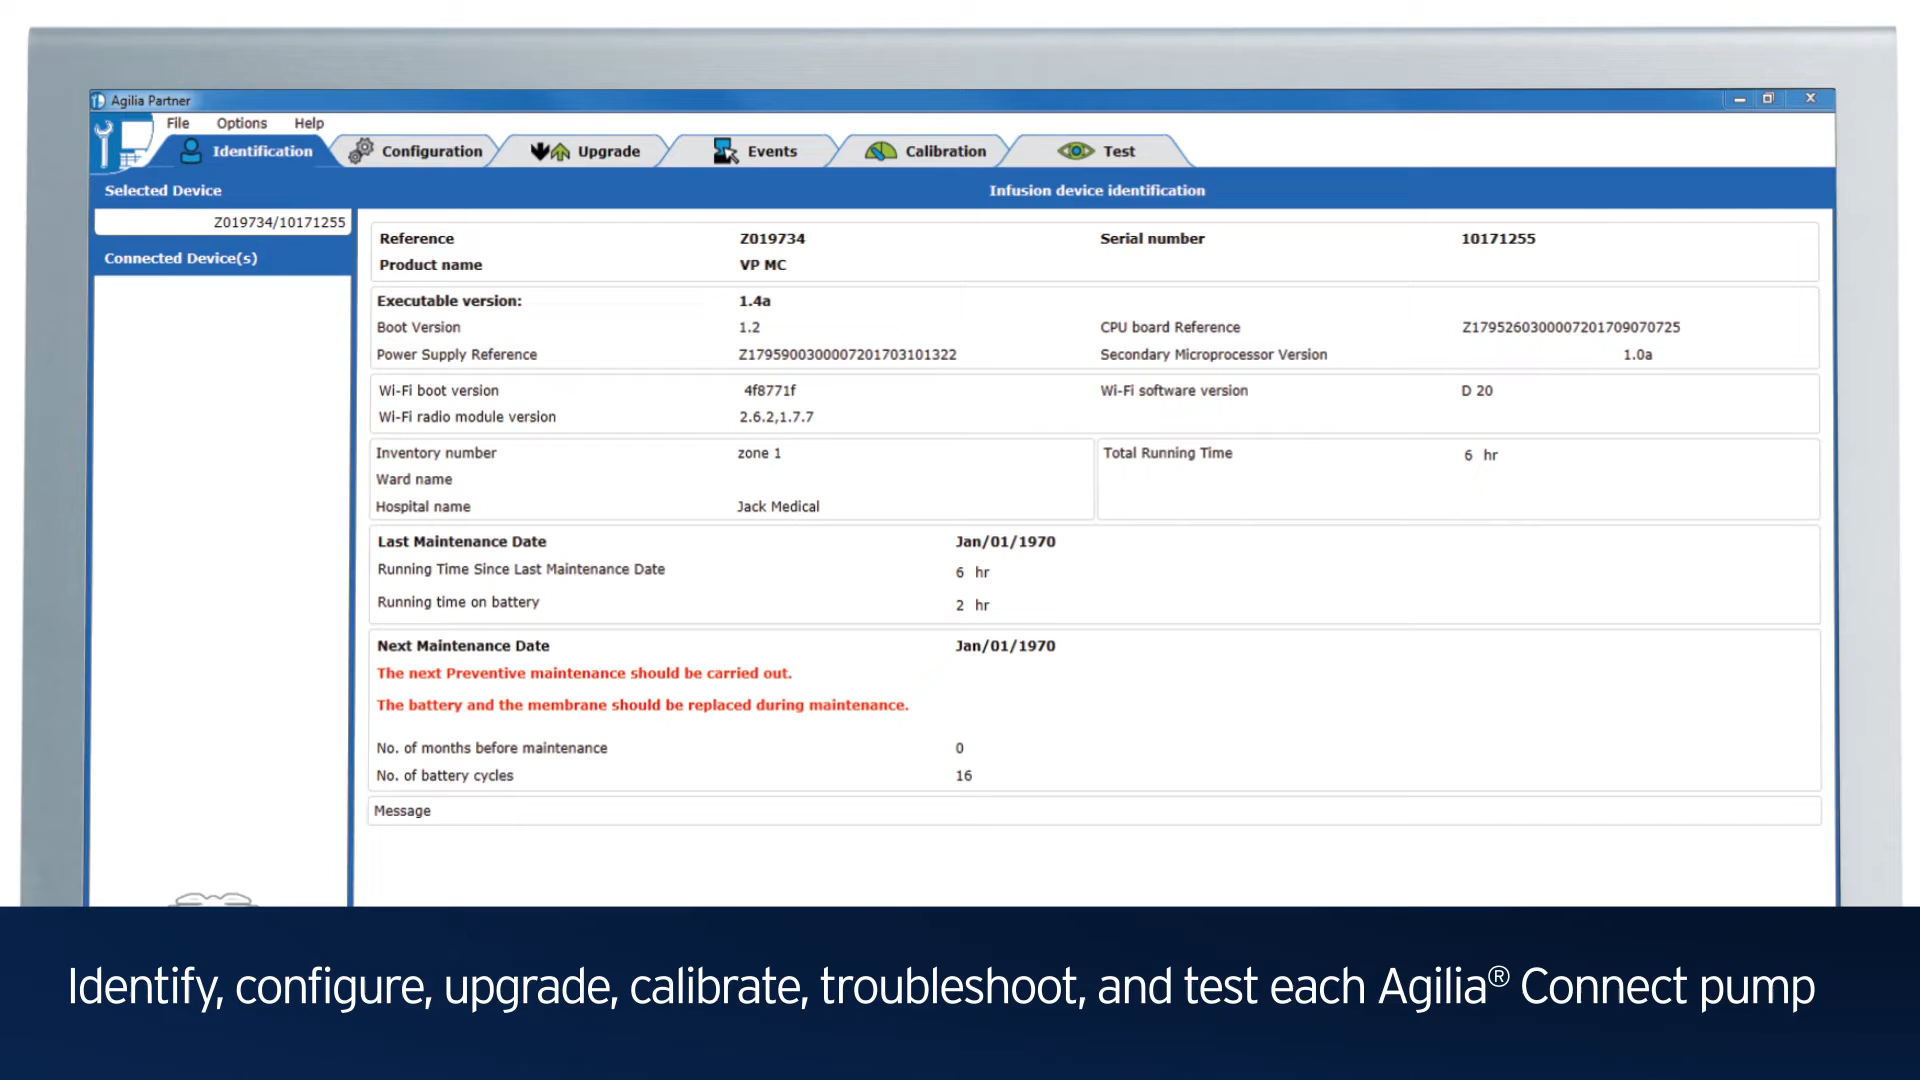 Agilia Partner
File Options Help
Identification Configuration Upgrade Events Calibration Test
Selected Device Infusion device identification
Z019734/10171255
Connected Device(s)
Reference Z019734 Serial number 10171255
Product name VP MC
Executable version: 1.4a
Boot Version 1.2 CPU board Reference Z1795260300007201709070725
Power Supply Reference Z1795900300007201703101322 Secondary Microprocessor Version 1.0a
Wi-Fi boot version 4f8771f Wi-Fi software version D 20
Wi-Fi radio module version 2.6.2,1.7.7
Inventory number zone 1 Total Running Time 6 hr
Ward name
Hospital name Jack Medical
Last Maintenance Date Jan/01/1970
Running Time Since Last Maintenance Date 6 hr
Running time on battery 2 hr
Next Maintenance Date Jan/01/1970
The next Preventive maintenance should be carried out.
The battery and the membrane should be replaced during maintenance.
No. of months before maintenance 0
No. of battery cycles 16
Message
Identify, configure, upgrade, calibrate, troubleshoot, and test each Agilia® Connect pump